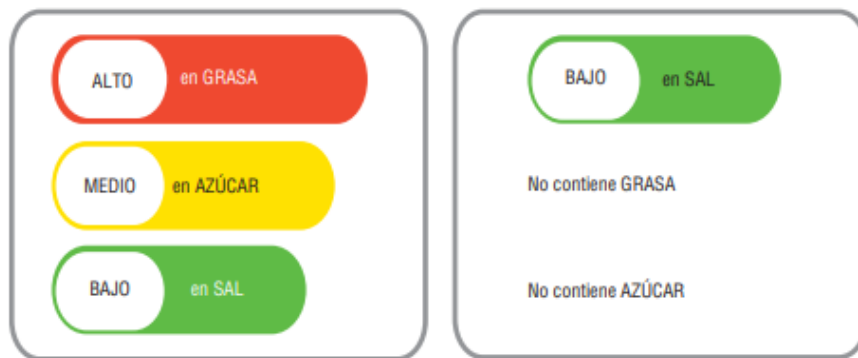 ALTO en GRASA
MEDIO en AZÚCAR
BAJO en SAL
BAJO en SAL
No contiene GRASA
No contiene AZÚCAR